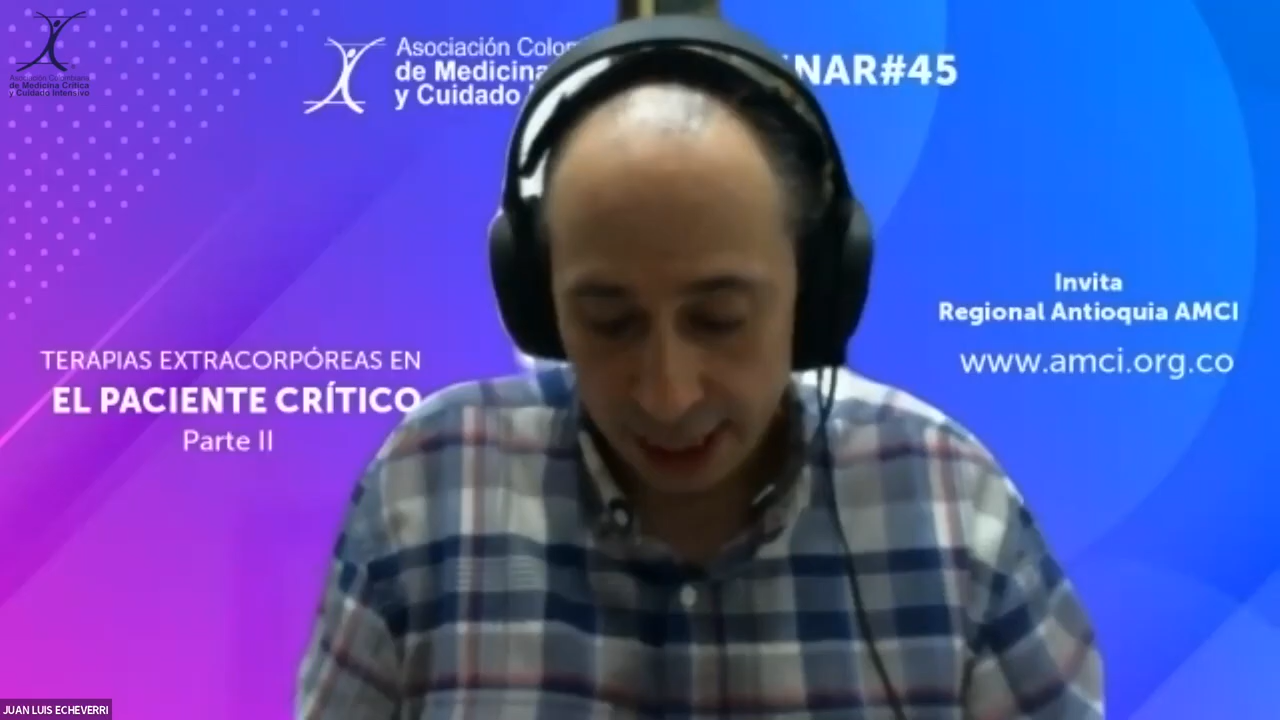 Asociación Colombiana
de Medicina Crítica
y Cuidado Intensivo
Asociación Colom
de Medicina
y Cuidado
NAR#45
Invita
Regional Antioquia AMCI
www.amci.org.co
TERAPIAS EXTRACORPÓREAS EN
EL PACIENTE CRÍTICO
Parte II
JUAN LUIS ECHEVERRI